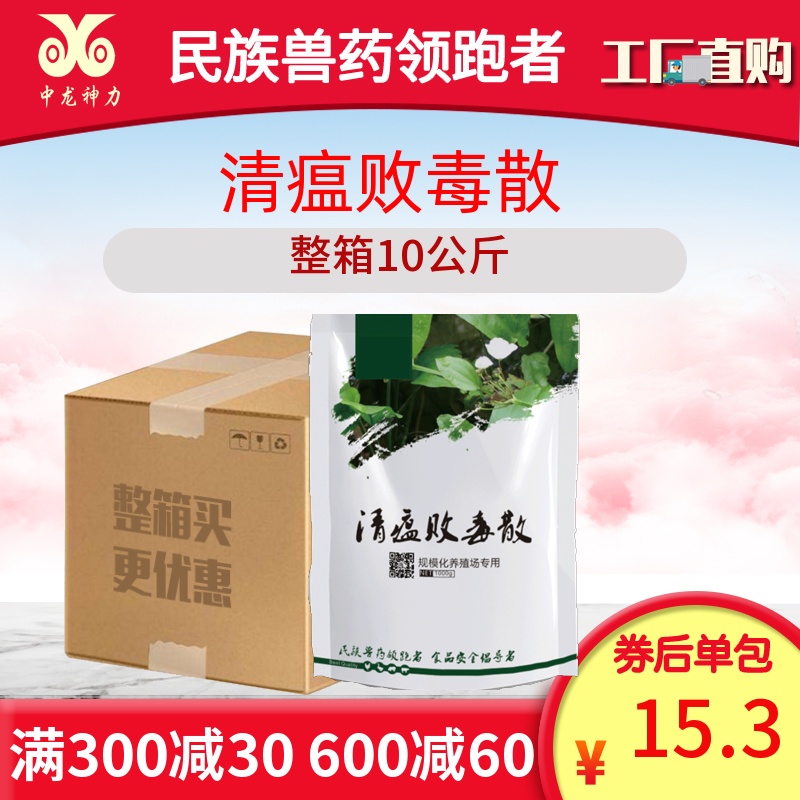 中龙神力
民族兽药领跑者
工厂直购
清瘟败毒散
整箱10公斤
整箱买
更优惠
清瘟败毒散
规模化养殖场专用
NET 1000g
民族兽药领跑者 食品安全倡导者
Best Quality
券后单包
¥15.3
满300减30 600减60